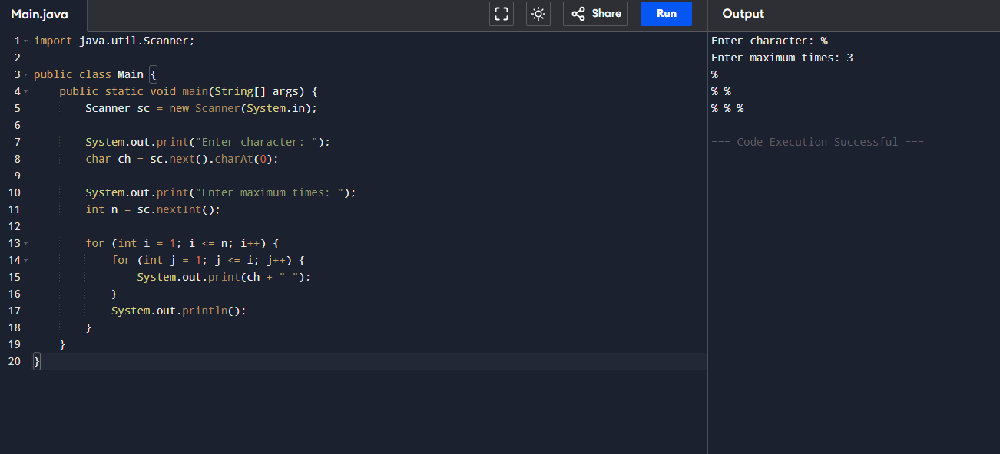 Main.java
Share
Run
Output
1 import java.util.Scanner;
2
3 public class Main {
4     public static void main(String[] args) {
5         Scanner sc = new Scanner(System.in);
6
7         System.out.print("Enter character: ");
8         char ch = sc.next().charAt(0);
9
10         System.out.print("Enter maximum times: ");
11         int n = sc.nextInt();
12
13         for (int i = 1; i <= n; i++) {
14             for (int j = 1; j <= i; j++) {
15                 System.out.print(ch + " ");
16             }
17             System.out.println();
18         }
19     }
20 }
Enter character: %
Enter maximum times: 3
%
% %
% % %
=== Code Execution Successful ===